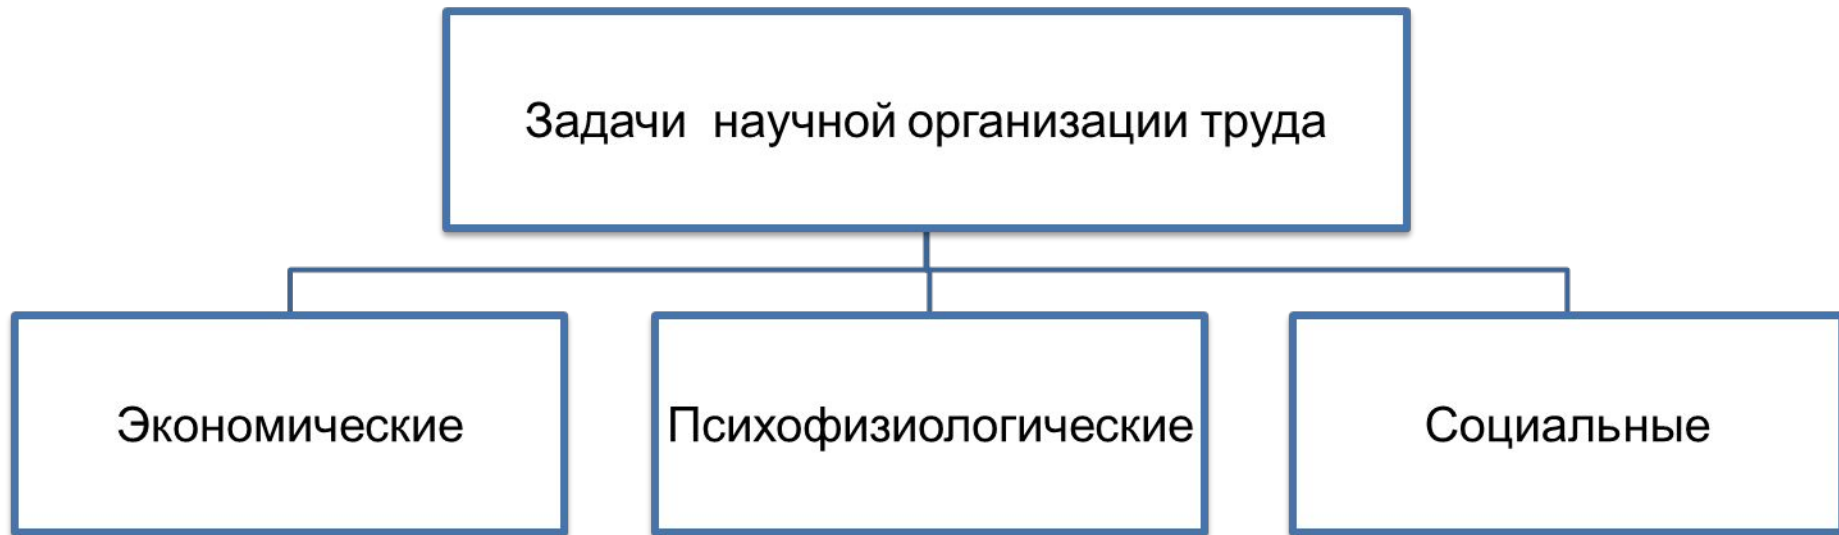 Задачи  научной организации труда
Экономические
Психофизиологические
Социальные